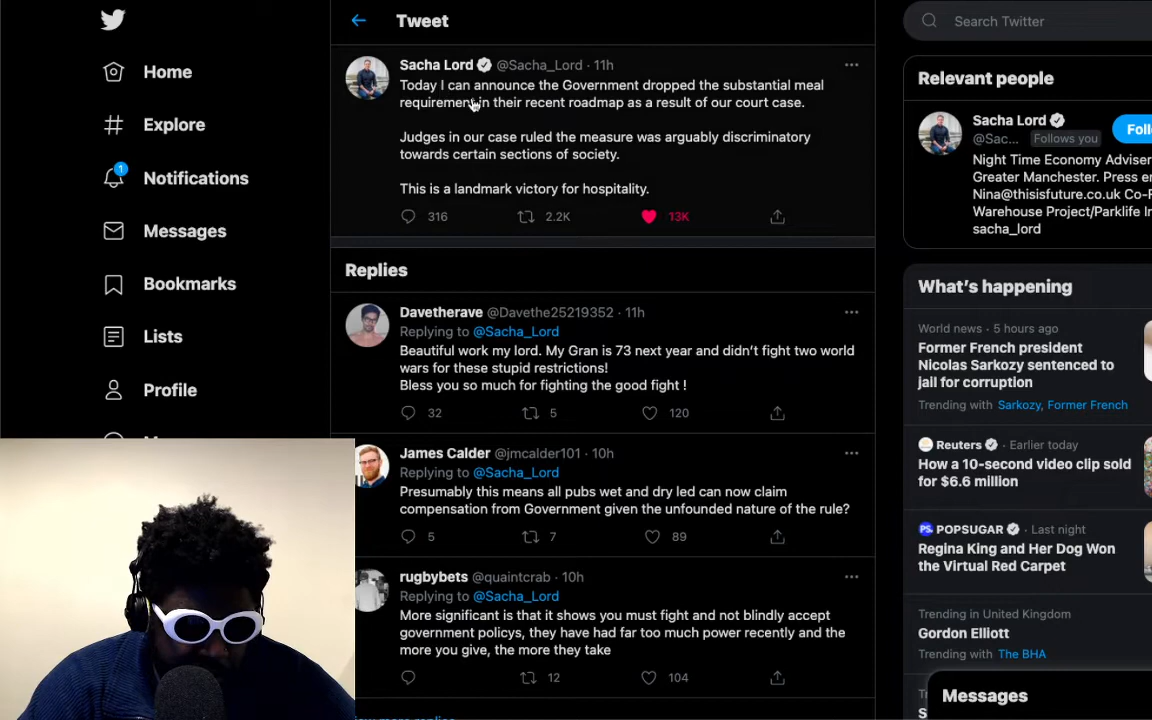 Home
Explore
1
Notifications
Messages
Bookmarks
Lists
Profile
Tweet
Sacha Lord @Sacha_Lord · 11h
Today I can announce the Government dropped the substantial meal
requirement in their recent roadmap as a result of our court case.
Judges in our case ruled the measure was arguably discriminatory
towards certain sections of society.
This is a landmark victory for hospitality.
316 2.2K 13K
Replies
Davetherave @Davethe25219352 · 11h
Replying to @Sacha_Lord
Beautiful work my lord. My Gran is 73 next year and didn't fight two world
wars for these stupid restrictions!
Bless you so much for fighting the good fight !
32 5 120
James Calder @jmcalder101 · 10h
Replying to @Sacha_Lord
Presumably this means all pubs wet and dry led can now claim
compensation from Government given the unfounded nature of the rule?
5 7 89
rugbybets @quaintcrab · 10h
Replying to @Sacha_Lord
More significant is that it shows you must fight and not blindly accept
government policys, they have had far too much power recently and the
more you give, the more they take
12 104
Search Twitter
Relevant people
Sacha Lord
@Sac... Follows you
Foll
Night Time Economy Adviser
Greater Manchester. Press en
Nina@thisisfuture.co.uk Co-F
Warehouse Project/Parklife In
sacha_lord
What's happening
World news · 5 hours ago
Former French president
Nicolas Sarkozy sentenced to
jail for corruption
Trending with Sarkozy, Former French
Reuters · Earlier today
How a 10-second video clip sold
for $6.6 million
PS. POPSUGAR · Last night
Regina King and Her Dog Won
the Virtual Red Carpet
Trending in United Kingdom
Gordon Elliott
Trending with The BHA
Messages